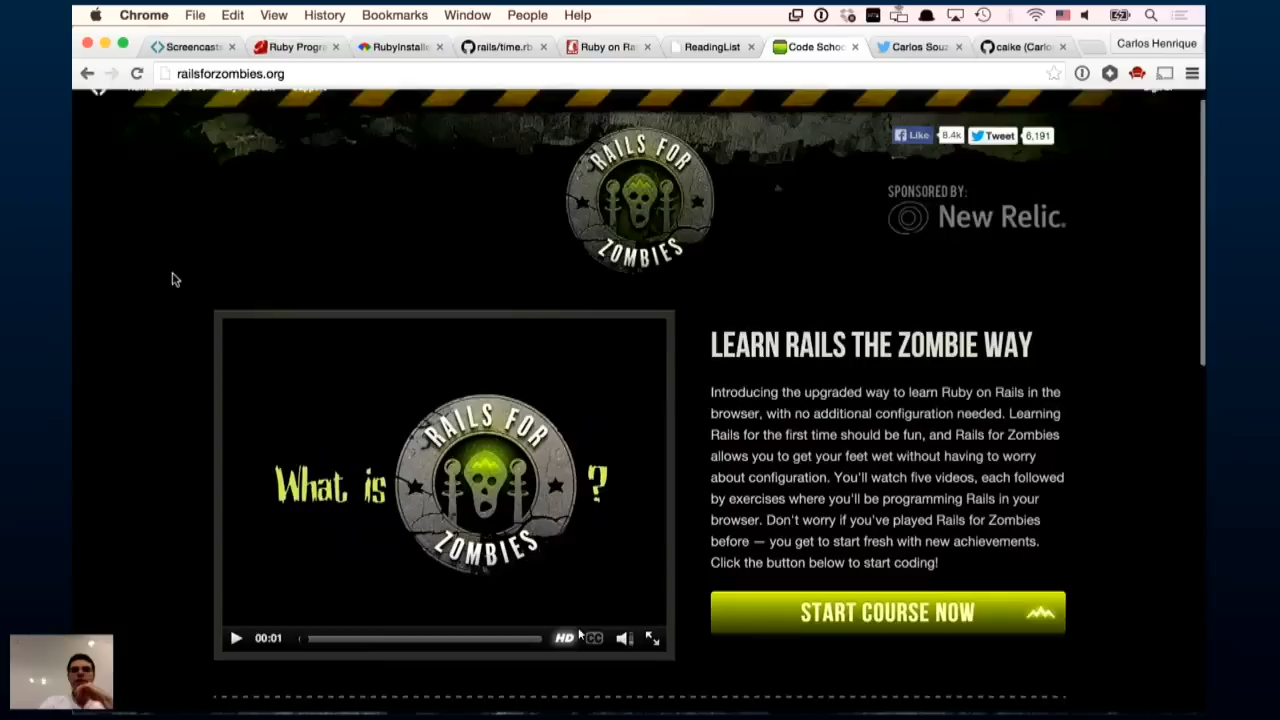 Chrome File Edit View History Bookmarks Window People Help
Screencast Ruby Progr RubyInstalle rails/time.rb Ruby on Ra ReadingList Code Schoo Carlos Souz caike (Carlo Carlos Henrique
railsforzombies.org
Like 8.4k Tweet 6,191
RAILS FOR
ZOMBIES
SPONSORED BY:
New Relic.
What is RAILS FOR ZOMBIES ?
LEARN RAILS THE ZOMBIE WAY
Introducing the upgraded way to learn Ruby on Rails in the
browser, with no additional configuration needed. Learning
Rails for the first time should be fun, and Rails for Zombies
allows you to get your feet wet without having to worry
about configuration. You'll watch five videos, each followed
by exercises where you'll be programming Rails in your
browser. Don't worry if you've played Rails for Zombies
before — you get to start fresh with new achievements.
Click the button below to start coding!
START COURSE NOW
00:01 HD CC